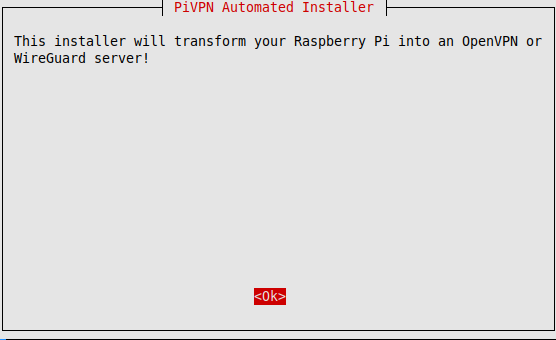 PiVPN Automated Installer
This installer will transform your Raspberry Pi into an OpenVPN or
WireGuard server!
<Ok>